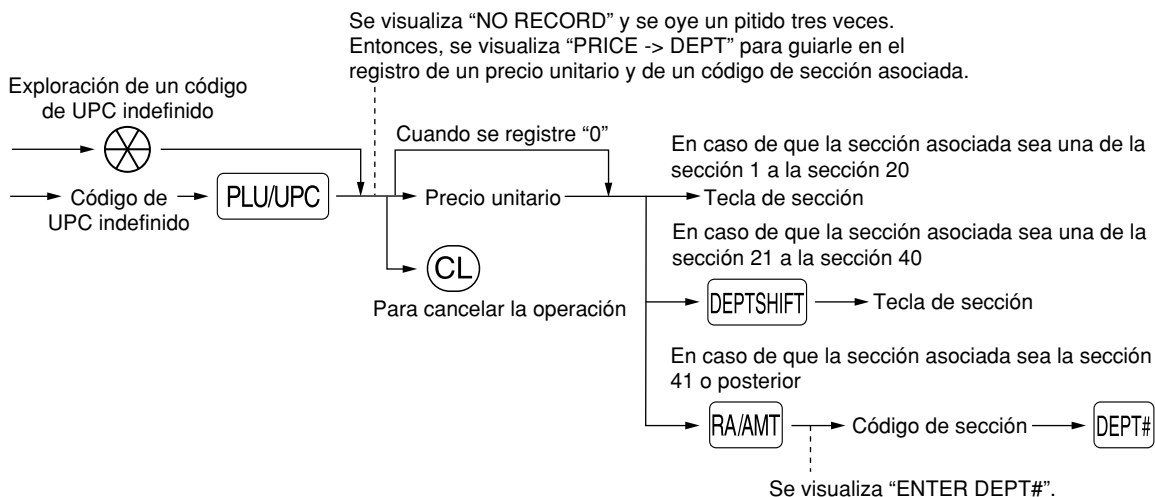 Se visualiza “NO RECORD” y se oye un pitido tres veces.
Entonces, se visualiza “PRICE -> DEPT” para guiarle en el
registro de un precio unitario y de un código de sección asociada.
Exploración de un código
de UPC indefinido
Código de
UPC indefinido
PLU/UPC
Cuando se registre “0”
Precio unitario
CL
Para cancelar la operación
En caso de que la sección asociada sea una de la
sección 1 a la sección 20
Tecla de sección
En caso de que la sección asociada sea una de la
sección 21 a la sección 40
DEPTSHIFT
Tecla de sección
En caso de que la sección asociada sea la sección
41 o posterior
RA/AMT
Código de sección
DEPT#
Se visualiza “ENTER DEPT#”.